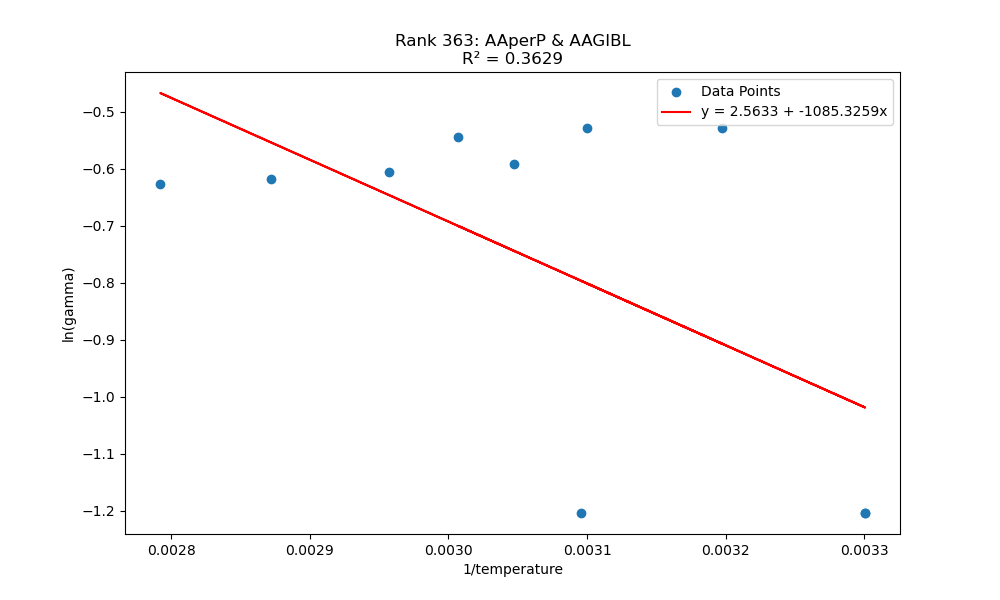 Rank 363: AAperP & AAGIBL
R² = 0.3629
Data Points
y = 2.5633 + -1085.3259x
−0.5
−0.6
−0.7
−0.8
−0.9
−1.0
−1.1
−1.2
ln(gamma)
0.0028
0.0029
0.0030
0.0031
0.0032
0.0033
1/temperature